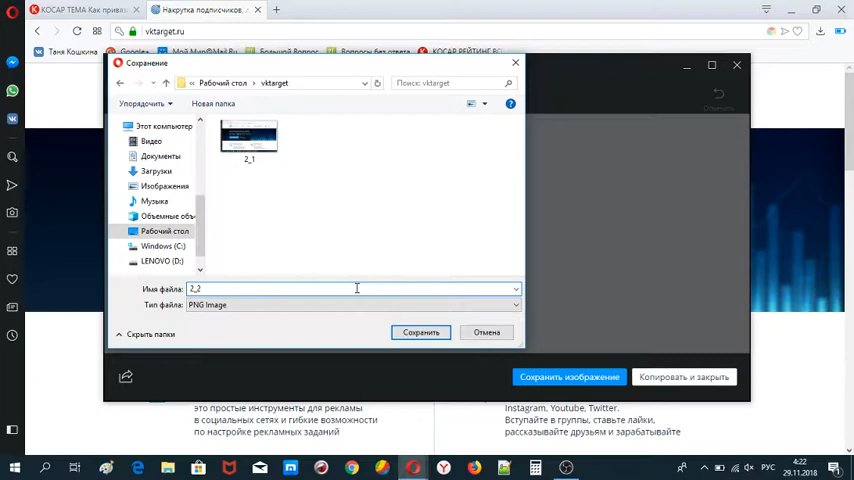 КОСАР ТЕМА Как привяз
Накрутка подписчиков, л
vktarget.ru
Таня Кошкина
Google+
Мой Мир@Mail.Ru
Большой Вопрос
Вопросы без ответа
КОСАР РЕЙТИНГ ВО
Сохранение
« Рабочий стол › vktarget
Поиск: vktarget
Упорядочить
Новая папка
Этот компьютер
Видео
Документы
Загрузки
Изображения
Музыка
Объемные объ
Рабочий стол
Windows (C:)
LENOVO (D:)
2_1
Имя файла: 2_2
Тип файла: PNG Image
Скрыть папки
Сохранить
Отмена
Отменить
Сохранить изображение
Копировать и закрыть
это простые инструменты для рекламы
в социальных сетях и гибкие возможности
по настройке рекламных заданий
Instagram, Youtube, Twitter.
Вступайте в группы, ставьте лайки,
рассказывайте друзьям и зарабатывайте
РУС
4:22
29.11.2018